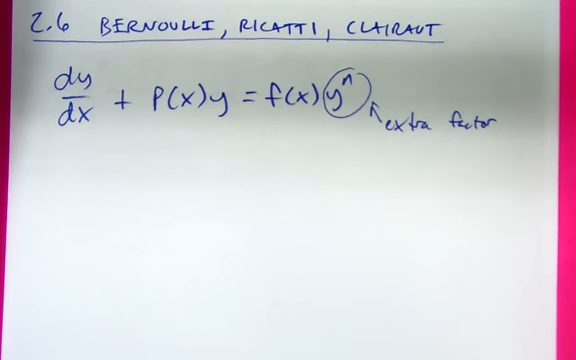 2.6 BERNOULLI, RICATTI, CLAIRAUT
dy/dx + P(x)y = f(x) y^n
extra factor